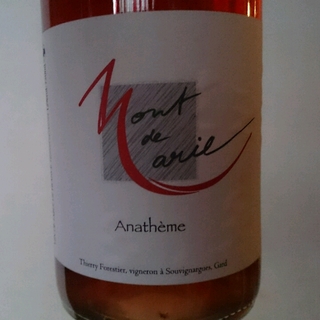 Mont
de
Marie
Anathème
Thierry Forestier, vigneron à Souvignargues, Gard